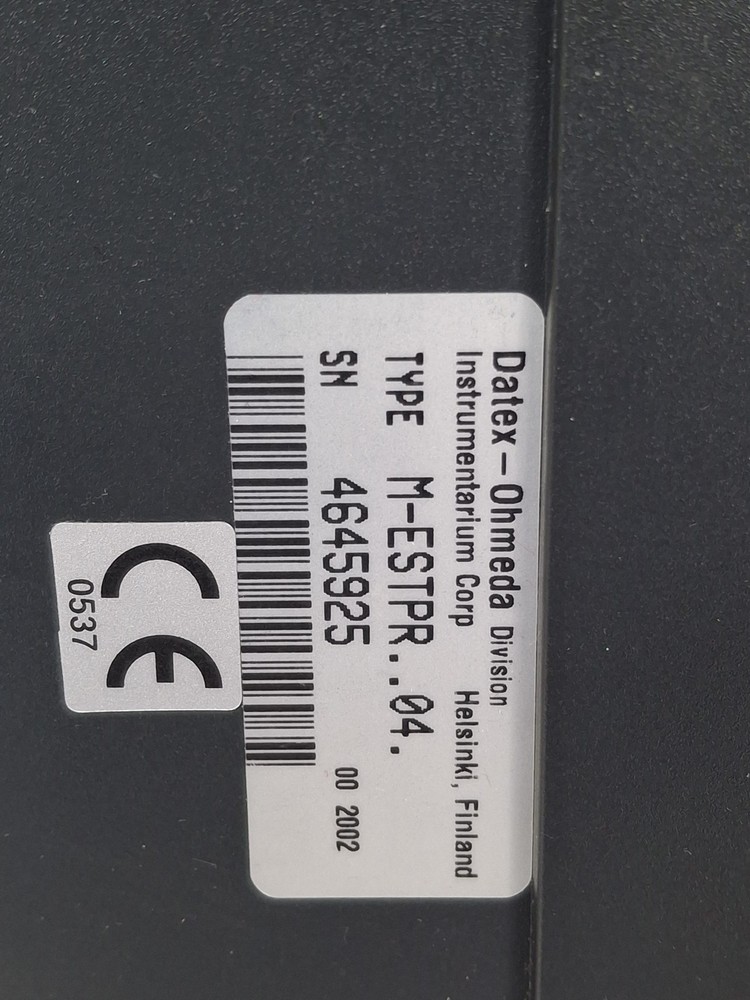 Datex-Ohmeda Division
Instrumentarium Corp Helsinki, Finland
TYPE M-ESTPR..04.
SN 4645925 00 2002
CE
0537